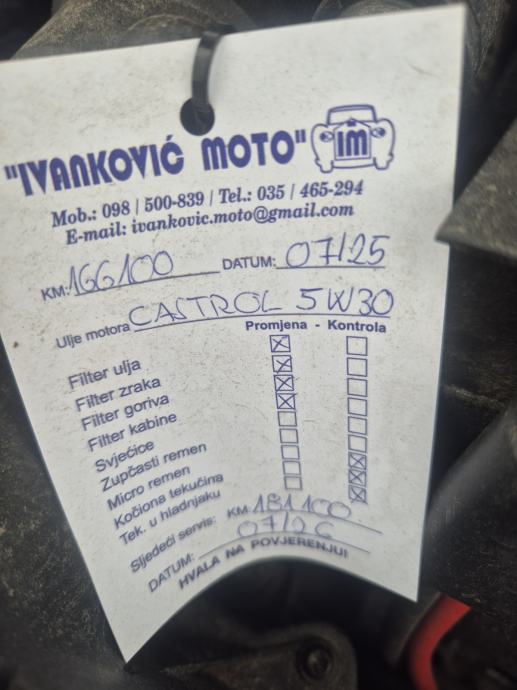 "IVANKOVIĆ MOTO" IM
Mob.: 098 / 500-839 / Tel.: 035 / 465-294
E-mail: ivankovic.moto@gmail.com
KM: 166100 DATUM: 07/25
Ulje motora CASTROL 5W30
Promjena - Kontrola
Filter ulja
Filter zraka
Filter goriva
Filter kabine
Svjećice
Zupčasti remen
Micro remen
Kočiona tekućina
Tek. u hladnjaku
Sljedeći servis: KM: 181100
DATUM: 07/26
HVALA NA POVJERENJU!